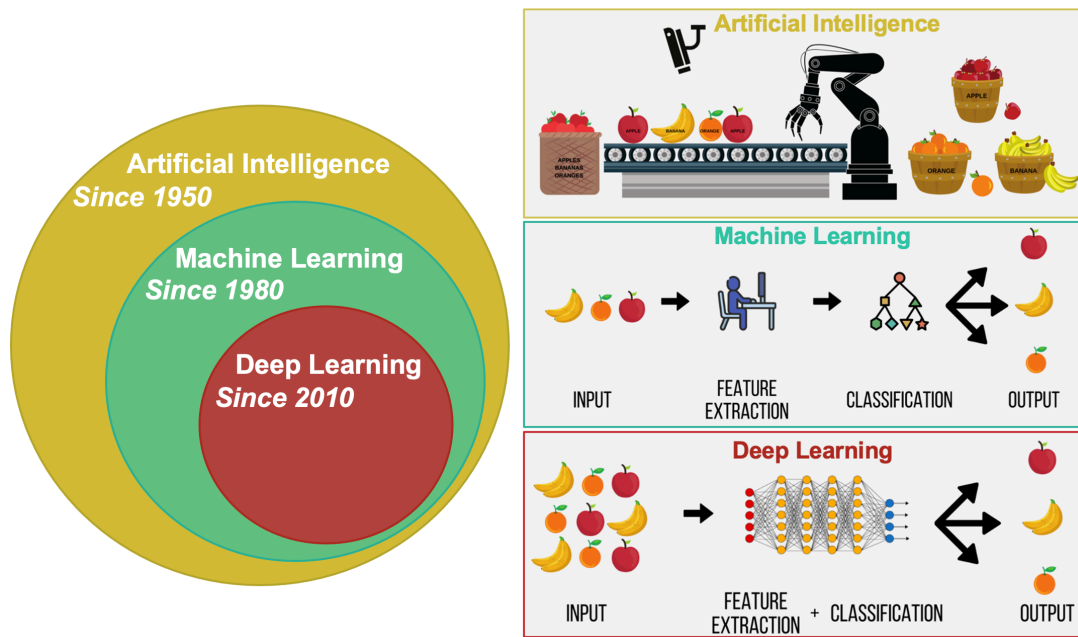 Artificial Intelligence
Since 1950
Machine Learning
Since 1980
Deep Learning
Since 2010
Artificial Intelligence
APPLES
BANANAS
ORANGES
APPLE
BANANA
ORANGE
APPLE
APPLE
ORANGE
BANANA
Machine Learning
INPUT
FEATURE
EXTRACTION
CLASSIFICATION
OUTPUT
Deep Learning
INPUT
FEATURE
EXTRACTION
+ CLASSIFICATION
OUTPUT